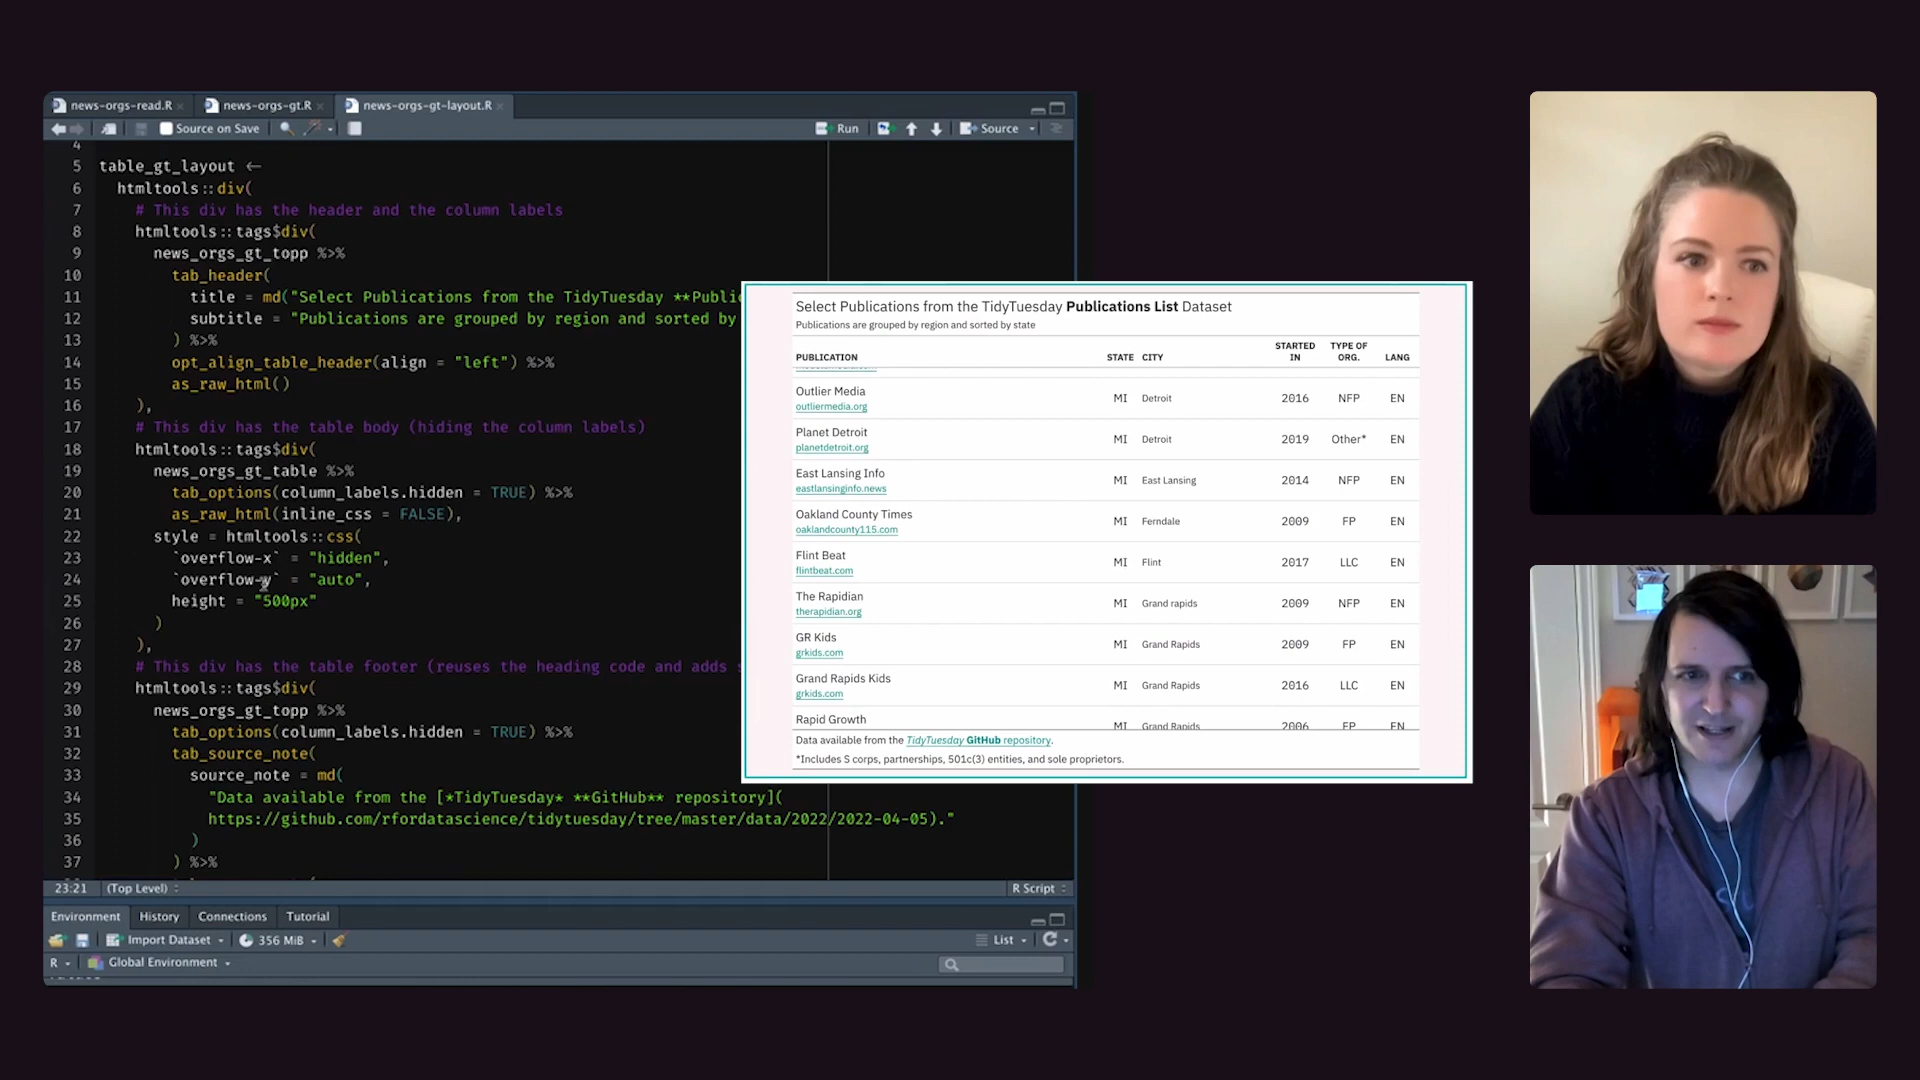 news-orgs-read.R
news-orgs-gt.R
news-orgs-gt-layout.R
Source on Save
Run
Source
4
5 table_gt_layout <-
6 htmltools::div(
7 # This div has the header and the column labels
8 htmltools::tags$div(
9 news_orgs_gt_topp %>%
10 tab_header(
11 title = md("Select Publications from the TidyTuesday **Publi
12 subtitle = "Publications are grouped by region and sorted by
13 ) %>%
14 opt_align_table_header(align = "left") %>%
15 as_raw_html()
16 ),
17 # This div has the table body (hiding the column labels)
18 htmltools::tags$div(
19 news_orgs_gt_table %>%
20 tab_options(column_labels.hidden = TRUE) %>%
21 as_raw_html(inline_css = FALSE),
22 style = htmltools::css(
23 `overflow-x` = "hidden",
24 `overflow-y` = "auto",
25 height = "500px"
26 )
27 ),
28 # This div has the table footer (reuses the heading code and adds
29 htmltools::tags$div(
30 news_orgs_gt_topp %>%
31 tab_options(column_labels.hidden = TRUE) %>%
32 tab_source_note(
33 source_note = md(
34 "Data available from the [*TidyTuesday* **GitHub** repository](
35 https://github.com/rfordatascience/tidytuesday/tree/master/data/2022/2022-04-05)."
36 )
37 ) %>%
23:21 (Top Level)
R Script
Environment History Connections Tutorial
Import Dataset 356 MiB List
R Global Environment
Select Publications from the TidyTuesday Publications List Dataset
Publications are grouped by region and sorted by state
PUBLICATION STATE CITY STARTED IN TYPE OF ORG. LANG
Outlier Media MI Detroit 2016 NFP EN
outliermedia.org
Planet Detroit MI Detroit 2019 Other* EN
planetdetroit.org
East Lansing Info MI East Lansing 2014 NFP EN
eastlansinginfo.news
Oakland County Times MI Ferndale 2009 FP EN
oaklandcounty115.com
Flint Beat MI Flint 2017 LLC EN
flintbeat.com
The Rapidian MI Grand rapids 2009 NFP EN
therapidian.org
GR Kids MI Grand Rapids 2009 FP EN
grkids.com
Grand Rapids Kids MI Grand Rapids 2016 LLC EN
grkids.com
Rapid Growth MI Grand Rapids 2006 FP EN
Data available from the TidyTuesday GitHub repository.
*Includes S corps, partnerships, 501c(3) entities, and sole proprietors.